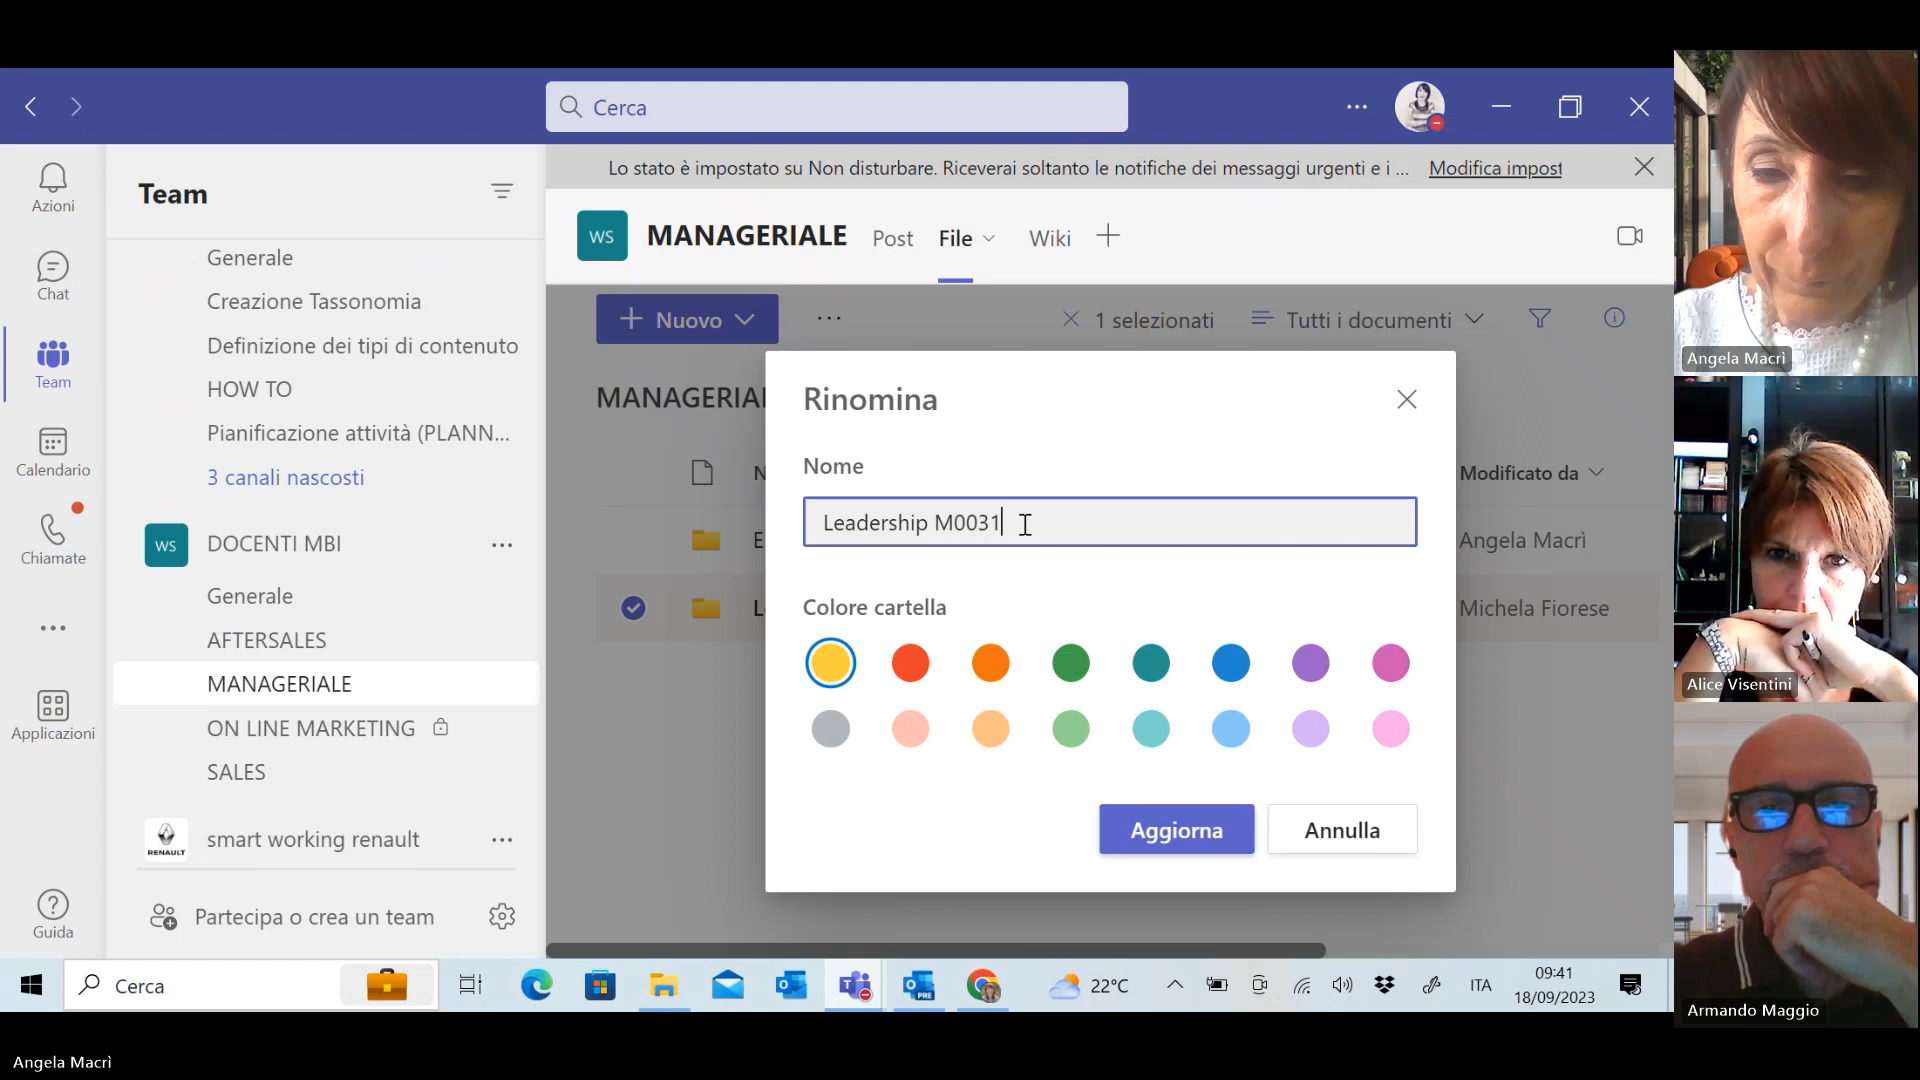 Cerca
Lo stato è impostato su Non disturbare. Riceverai soltanto le notifiche dei messaggi urgenti e i ... Modifica impost
Azioni
Chat
Team
Calendario
Chiamate
Applicazioni
Guida
Team
Generale
Creazione Tassonomia
Definizione dei tipi di contenuto
HOW TO
Pianificazione attività (PLANN...
3 canali nascosti
WS DOCENTI MBI
Generale
AFTERSALES
MANAGERIALE
ON LINE MARKETING
SALES
RENAULT smart working renault
Partecipa o crea un team
WS MANAGERIALE Post File Wiki
Nuovo 1 selezionati Tutti i documenti
MANAGERIAL
N Modificato da
E Angela Macrì
L Michela Fiorese
Rinomina
Nome
Leadership M0031
Colore cartella
Aggiorna Annulla
Cerca
PRE
22°C
ITA
09:41
18/09/2023
Angela Macrì
Alice Visentini
Armando Maggio
Angela Macrì